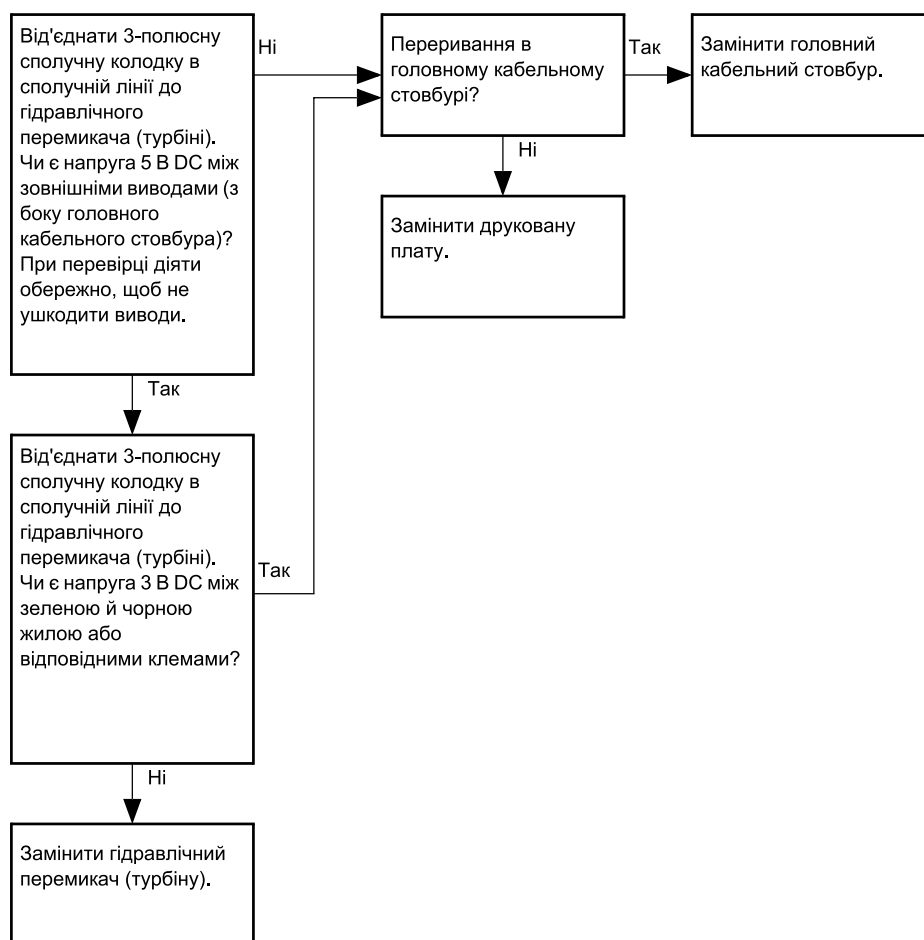 Від'єднати 3-полюсну
сполучну колодку в
сполучній лінії до
гідравлічного
перемикача (турбіні).
Чи є напруга 5 В DC між
зовнішніми виводами (з
боку головного
кабельного стовбура)?
При перевірці діяти
обережно, щоб не
ушкодити виводи.
Ні
Переривання в
головному кабельному
стовбурі?
Так
Замінити головний
кабельний стовбур.
Ні
Замінити друковану
плату.
Так
Від'єднати 3-полюсну
сполучну колодку в
сполучній лінії до
гідравлічного
перемикача (турбіні).
Чи є напруга 3 В DC між
зеленою й чорною
жилою або
відповідними клемами?
Так
Ні
Замінити гідравлічний
перемикач (турбіну).